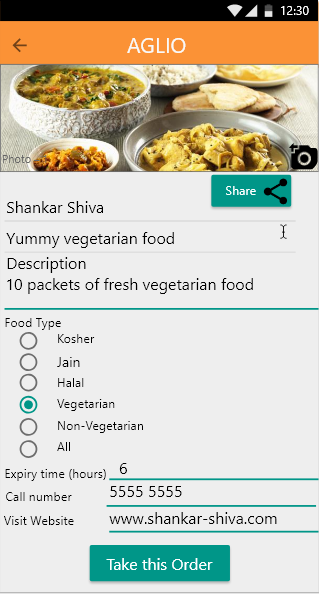 12:30
AGLIO
Photo
Share
Shankar Shiva
Yummy vegetarian food
Description
10 packets of fresh vegetarian food
Food Type
Kosher
Jain
Halal
Vegetarian
Non-Vegetarian
All
Expiry time (hours) 6
Call number 5555 5555
Visit Website www.shankar-shiva.com
Take this Order